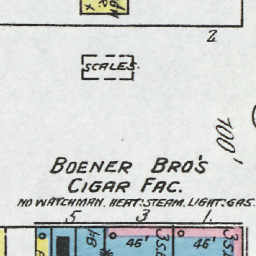 2
SCALES.
100'
BOENER BRO'S
CIGAR FAC.
NO WATCHMAN. HEAT: STEAM. LIGHT: GAS.
5 3 1.
46' 46'